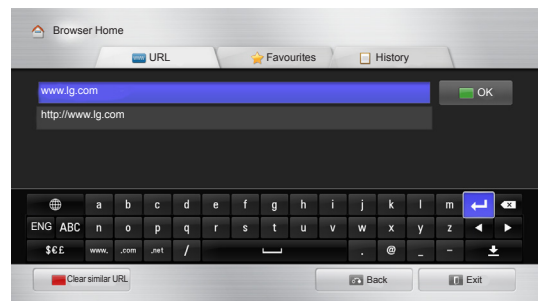 Browser Home
www URL
Favourites
History
www.lg.com
OK
http://www.lg.com
a b c d e f g h i j k l m
ENG ABC n o p q r s t u v w x y z
$€£ www. .com .net / . @ _ -
Clear similar URL
Back
Exit